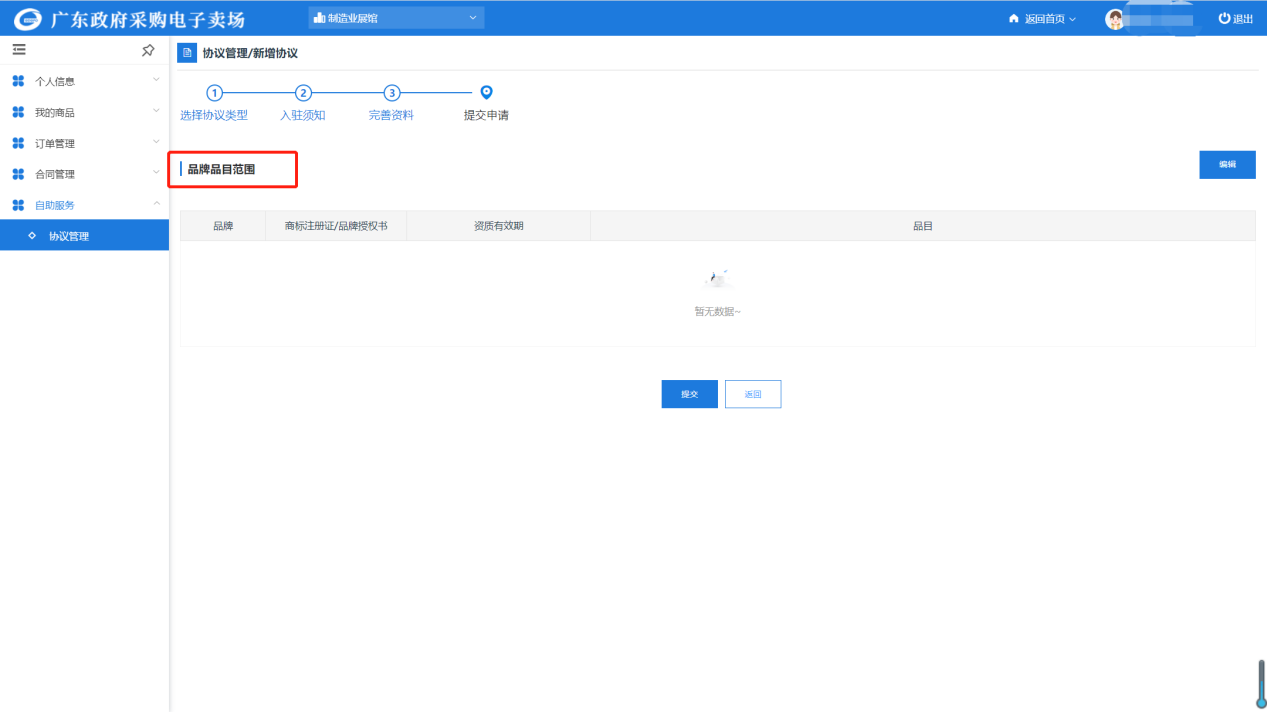 广东政府采购电子卖场
制造业展馆
返回首页
退出
个人信息
我的商品
订单管理
合同管理
自助服务
协议管理
协议管理/新增协议
1 2 3
选择协议类型 入驻须知 完善资料 提交申请
品牌品目范围
编辑
品牌 商标注册证/品牌授权书 资质有效期 品目
暂无数据~
提交 返回